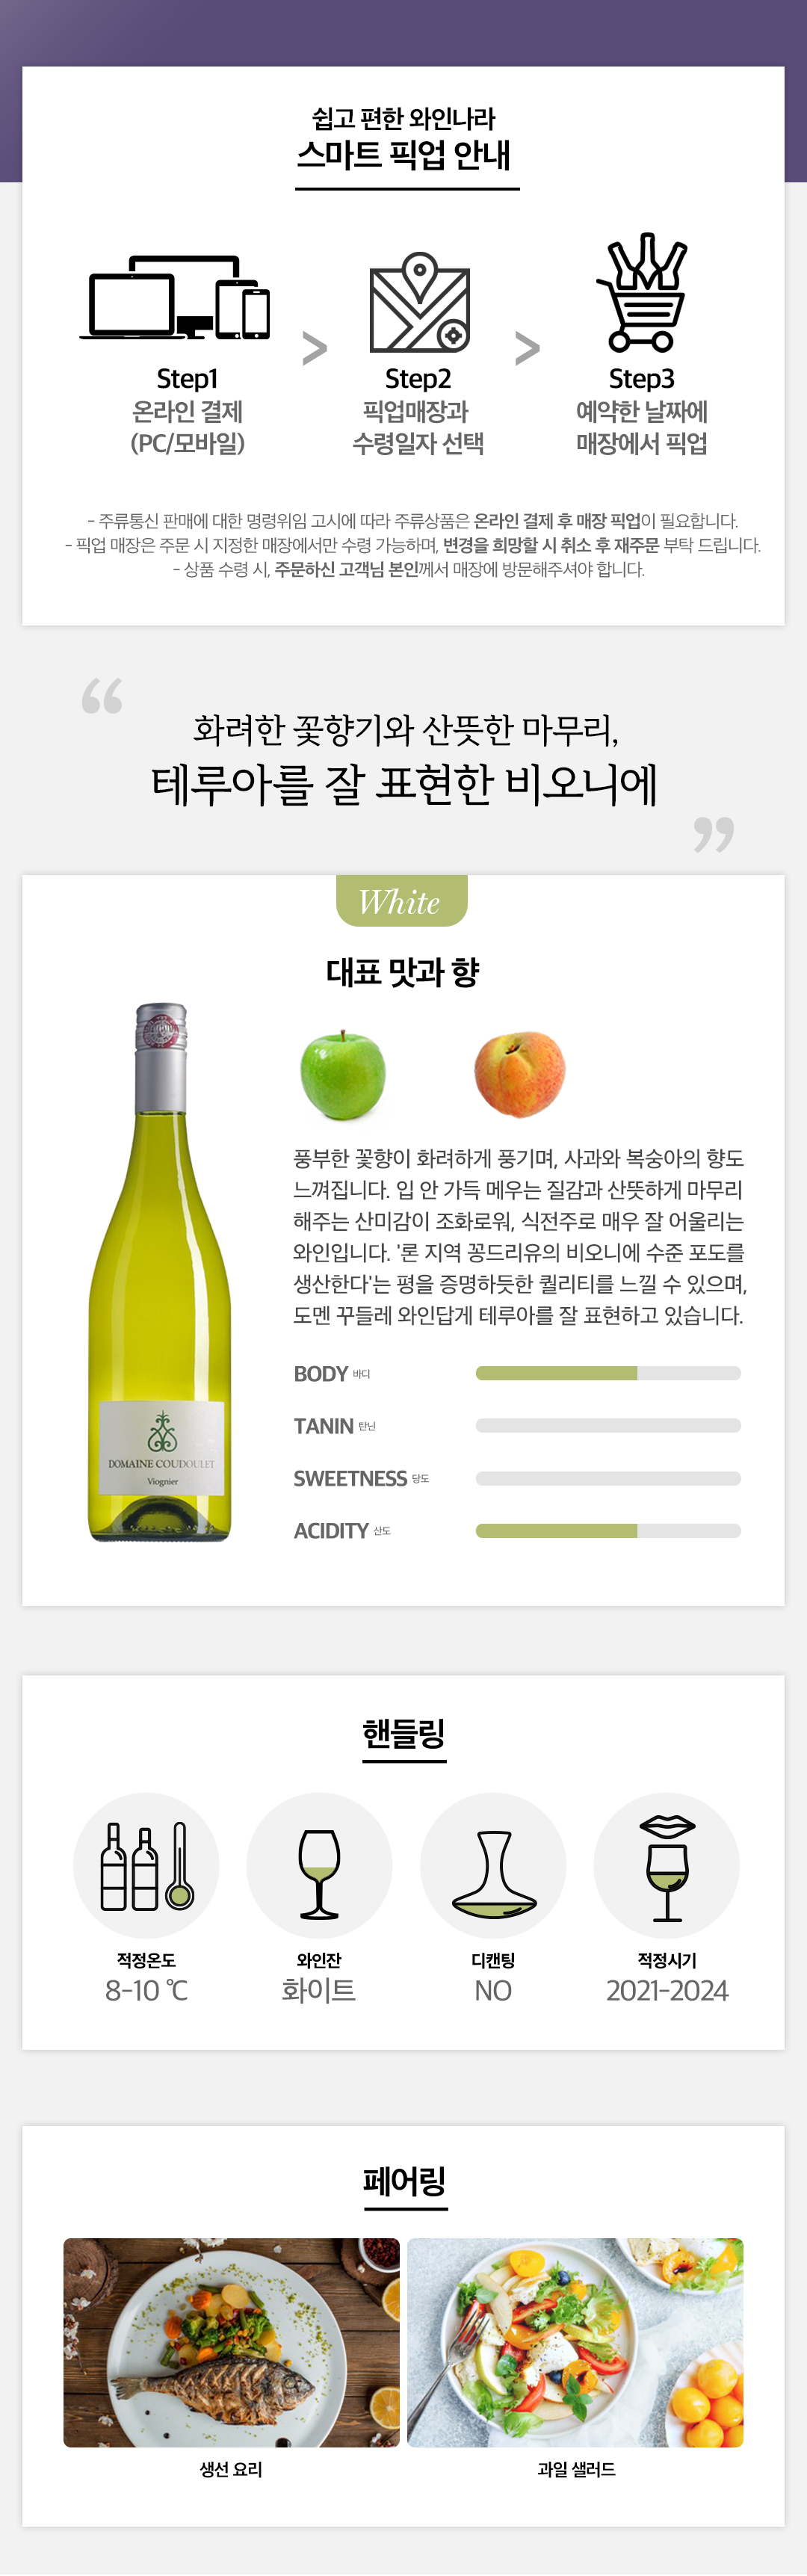 쉽고 편한 와인나라
스마트 픽업 안내
>
>
Step1
온라인 결제
(PC/모바일)
Step2
픽업매장과
수령일자 선택
Step3
예약한 날짜에
매장에서 픽업
- 주류통신 판매에 대한 명령위임 고시에 따라 주류상품은 온라인 결제 후 매장 픽업이 필요합니다.
- 픽업 매장은 주문 시 지정한 매장에서만 수령 가능하며, 변경을 희망할 시 취소 후 재주문 부탁 드립니다.
- 상품 수령 시, 주문하신 고객님 본인께서 매장에 방문해주셔야 합니다.
“
화려한 꽃향기와 산뜻한 마무리,
테루아를 잘 표현한 비오니에
”
White
대표 맛과 향
풍부한 꽃향이 화려하게 풍기며, 사과와 복숭아의 향도
느껴집니다. 입 안 가득 메우는 질감과 산뜻하게 마무리
해주는 산미감이 조화로워, 식전주로 매우 잘 어울리는
와인입니다. '론 지역 꽁드리유의 비오니에 수준 포도를
생산한다'는 평을 증명하듯한 퀄리티를 느낄 수 있으며,
도멘 꾸들레 와인답게 테루아를 잘 표현하고 있습니다.
DOMAINE COUDOULET
Viognier
BODY 바디
TANIN 탄닌
SWEETNESS 당도
ACIDITY 산도
핸들링
적정온도
8-10 ℃
와인잔
화이트
디캔팅
NO
적정시기
2021-2024
페어링
생선 요리
과일 샐러드